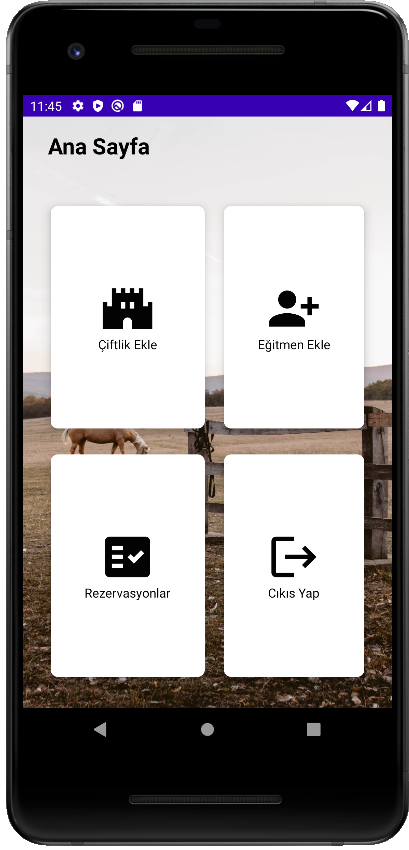 11:45
Ana Sayfa
Çiftlik Ekle
Eğitmen Ekle
Rezervasyonlar
Cıkıs Yap